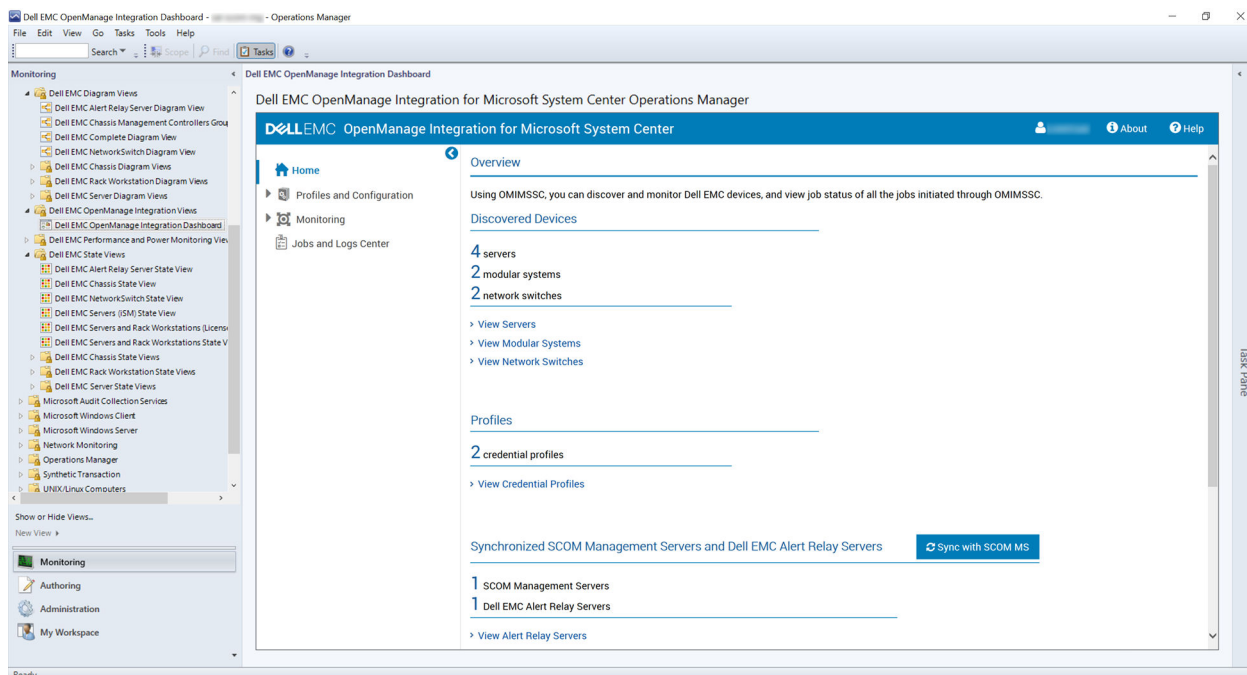 Dell EMC OpenManage Integration Dashboard - - Operations Manager
File Edit View Go Tasks Tools Help
Search Scope Find Tasks
Monitoring
Dell EMC Diagram Views
Dell EMC Alert Relay Server Diagram View
Dell EMC Chassis Management Controllers Grou
Dell EMC Complete Diagram View
Dell EMC NetworkSwitch Diagram View
Dell EMC Chassis Diagram Views
Dell EMC Rack Workstation Diagram Views
Dell EMC Server Diagram Views
Dell EMC OpenManage Integration Views
Dell EMC OpenManage Integration Dashboard
Dell EMC Performance and Power Monitoring Viev
Dell EMC State Views
Dell EMC Alert Relay Server State View
Dell EMC Chassis State View
Dell EMC NetworkSwitch State View
Dell EMC Servers (iSM) State View
Dell EMC Servers and Rack Workstations (License
Dell EMC Servers and Rack Workstations State V
Dell EMC Chassis State Views
Dell EMC Rack Workstation State Views
Dell EMC Server State Views
Microsoft Audit Collection Services
Microsoft Windows Client
Microsoft Windows Server
Network Monitoring
Operations Manager
Synthetic Transaction
UNIX/Linux Computers
Show or Hide Views...
New View
Monitoring
Authoring
Administration
My Workspace
Ready
Dell EMC OpenManage Integration Dashboard
Dell EMC OpenManage Integration for Microsoft System Center Operations Manager
DELLEMC OpenManage Integration for Microsoft System Center
About Help
Home
Profiles and Configuration
Monitoring
Jobs and Logs Center
Overview
Using OMIMSSC, you can discover and monitor Dell EMC devices, and view job status of all the jobs initiated through OMIMSSC.
Discovered Devices
4 servers
2 modular systems
2 network switches
View Servers
View Modular Systems
View Network Switches
Profiles
2 credential profiles
View Credential Profiles
Synchronized SCOM Management Servers and Dell EMC Alert Relay Servers Sync with SCOM MS
1 SCOM Management Servers
1 Dell EMC Alert Relay Servers
View Alert Relay Servers
Task Pane